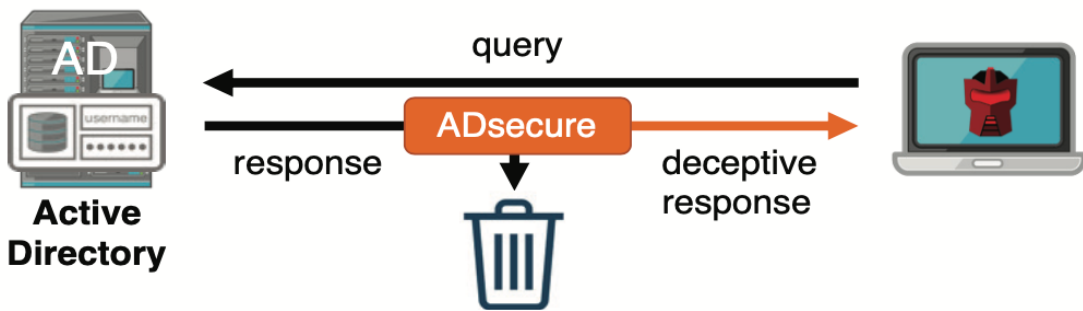 query
AD
username
ADsecure
response
deceptive
response
Active
Directory